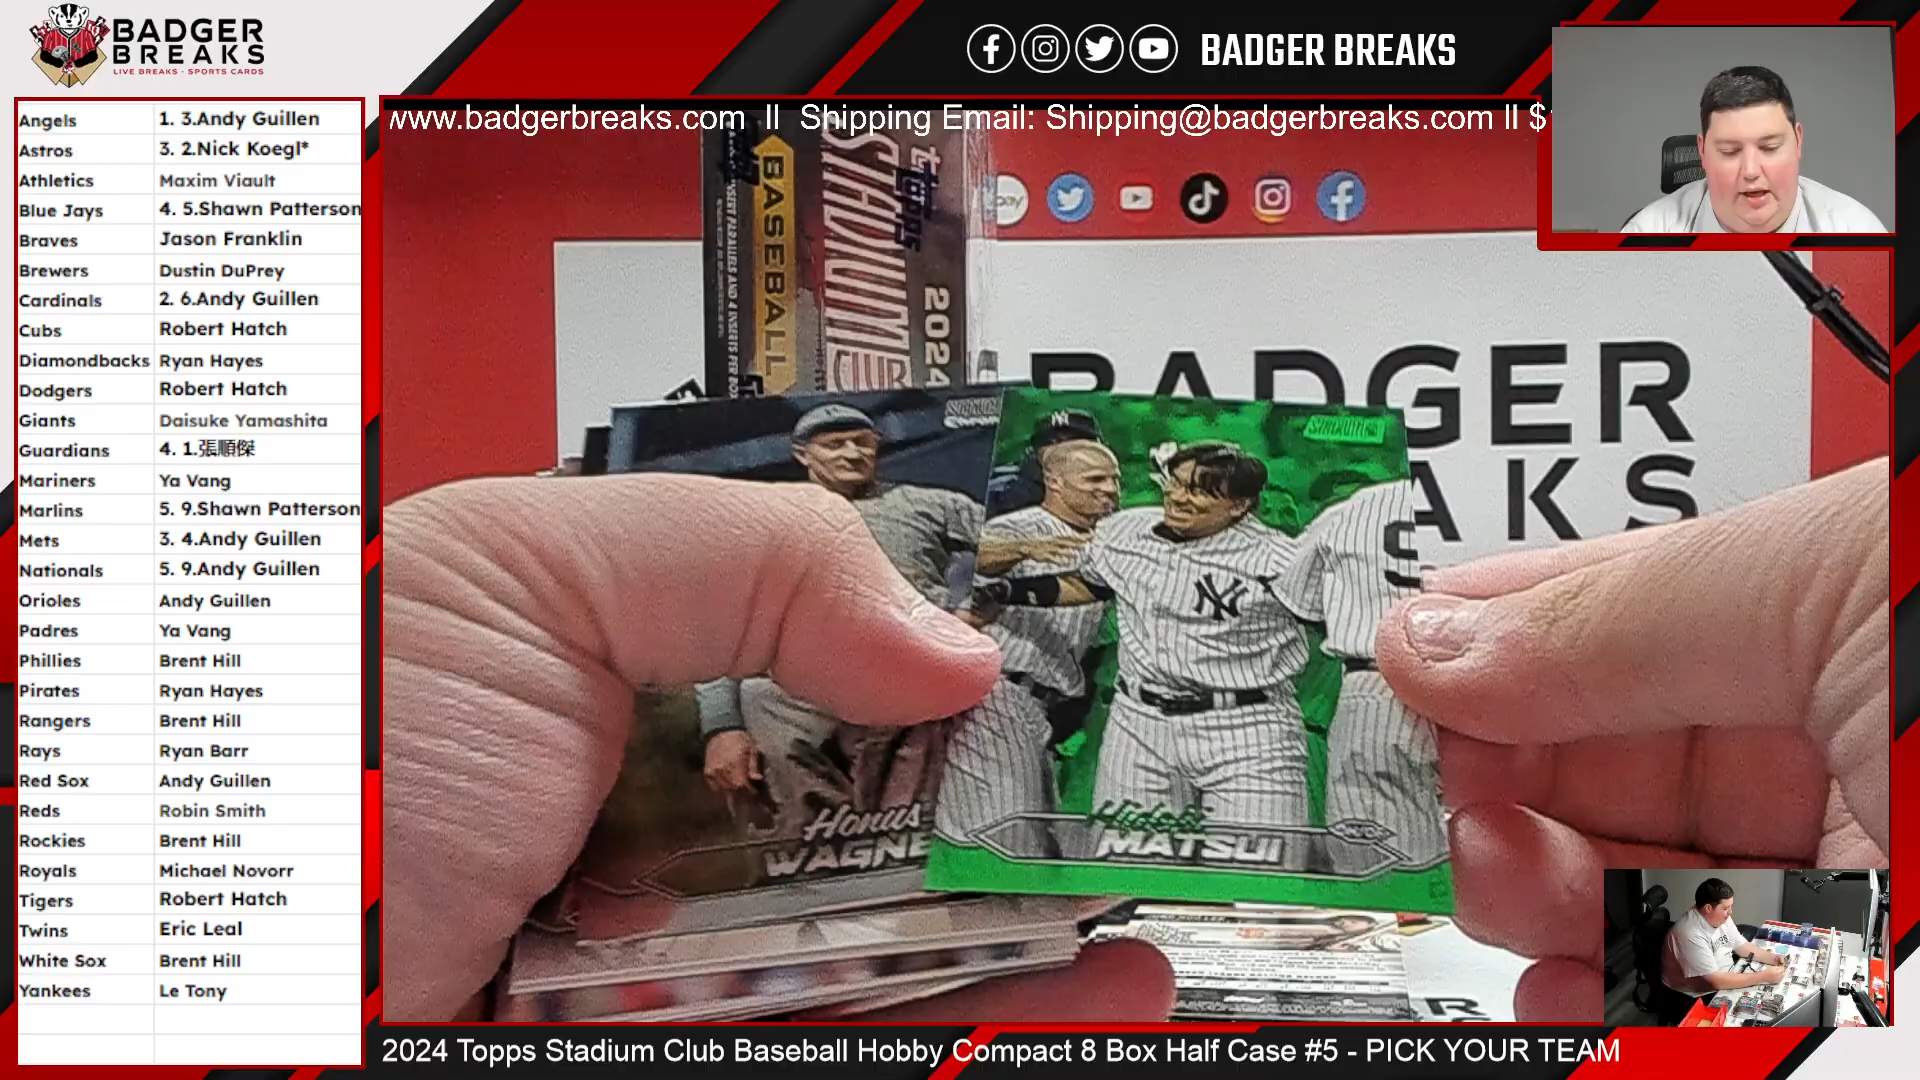 BADGER
BREAKS
LIVE BREAKS - SPORTS CARDS
BADGER BREAKS
www.badgerbreaks.com ll Shipping Email: Shipping@badgerbreaks.com ll $
Angels 1. 3.Andy Guillen
Astros 3. 2.Nick Koegl*
Athletics Maxim Viault
Blue Jays 4. 5.Shawn Patterson
Braves Jason Franklin
Brewers Dustin DuPrey
Cardinals 2. 6.Andy Guillen
Cubs Robert Hatch
Diamondbacks Ryan Hayes
Dodgers Robert Hatch
Giants Daisuke Yamashita
Guardians 4. 1.張順傑
Mariners Ya Vang
Marlins 5. 9.Shawn Patterson
Mets 3. 4.Andy Guillen
Nationals 5. 9.Andy Guillen
Orioles Andy Guillen
Padres Ya Vang
Phillies Brent Hill
Pirates Ryan Hayes
Rangers Brent Hill
Rays Ryan Barr
Red Sox Andy Guillen
Reds Robin Smith
Rockies Brent Hill
Royals Michael Novorr
Tigers Robert Hatch
Twins Eric Leal
White Sox Brent Hill
Yankees Le Tony
BASEBALL
topps
STADIUM
CLUB
2024
BADGER
AKS
NY
Honus
WAGNE
Hideki
MATSUI
2024 Topps Stadium Club Baseball Hobby Compact 8 Box Half Case #5 - PICK YOUR TEAM